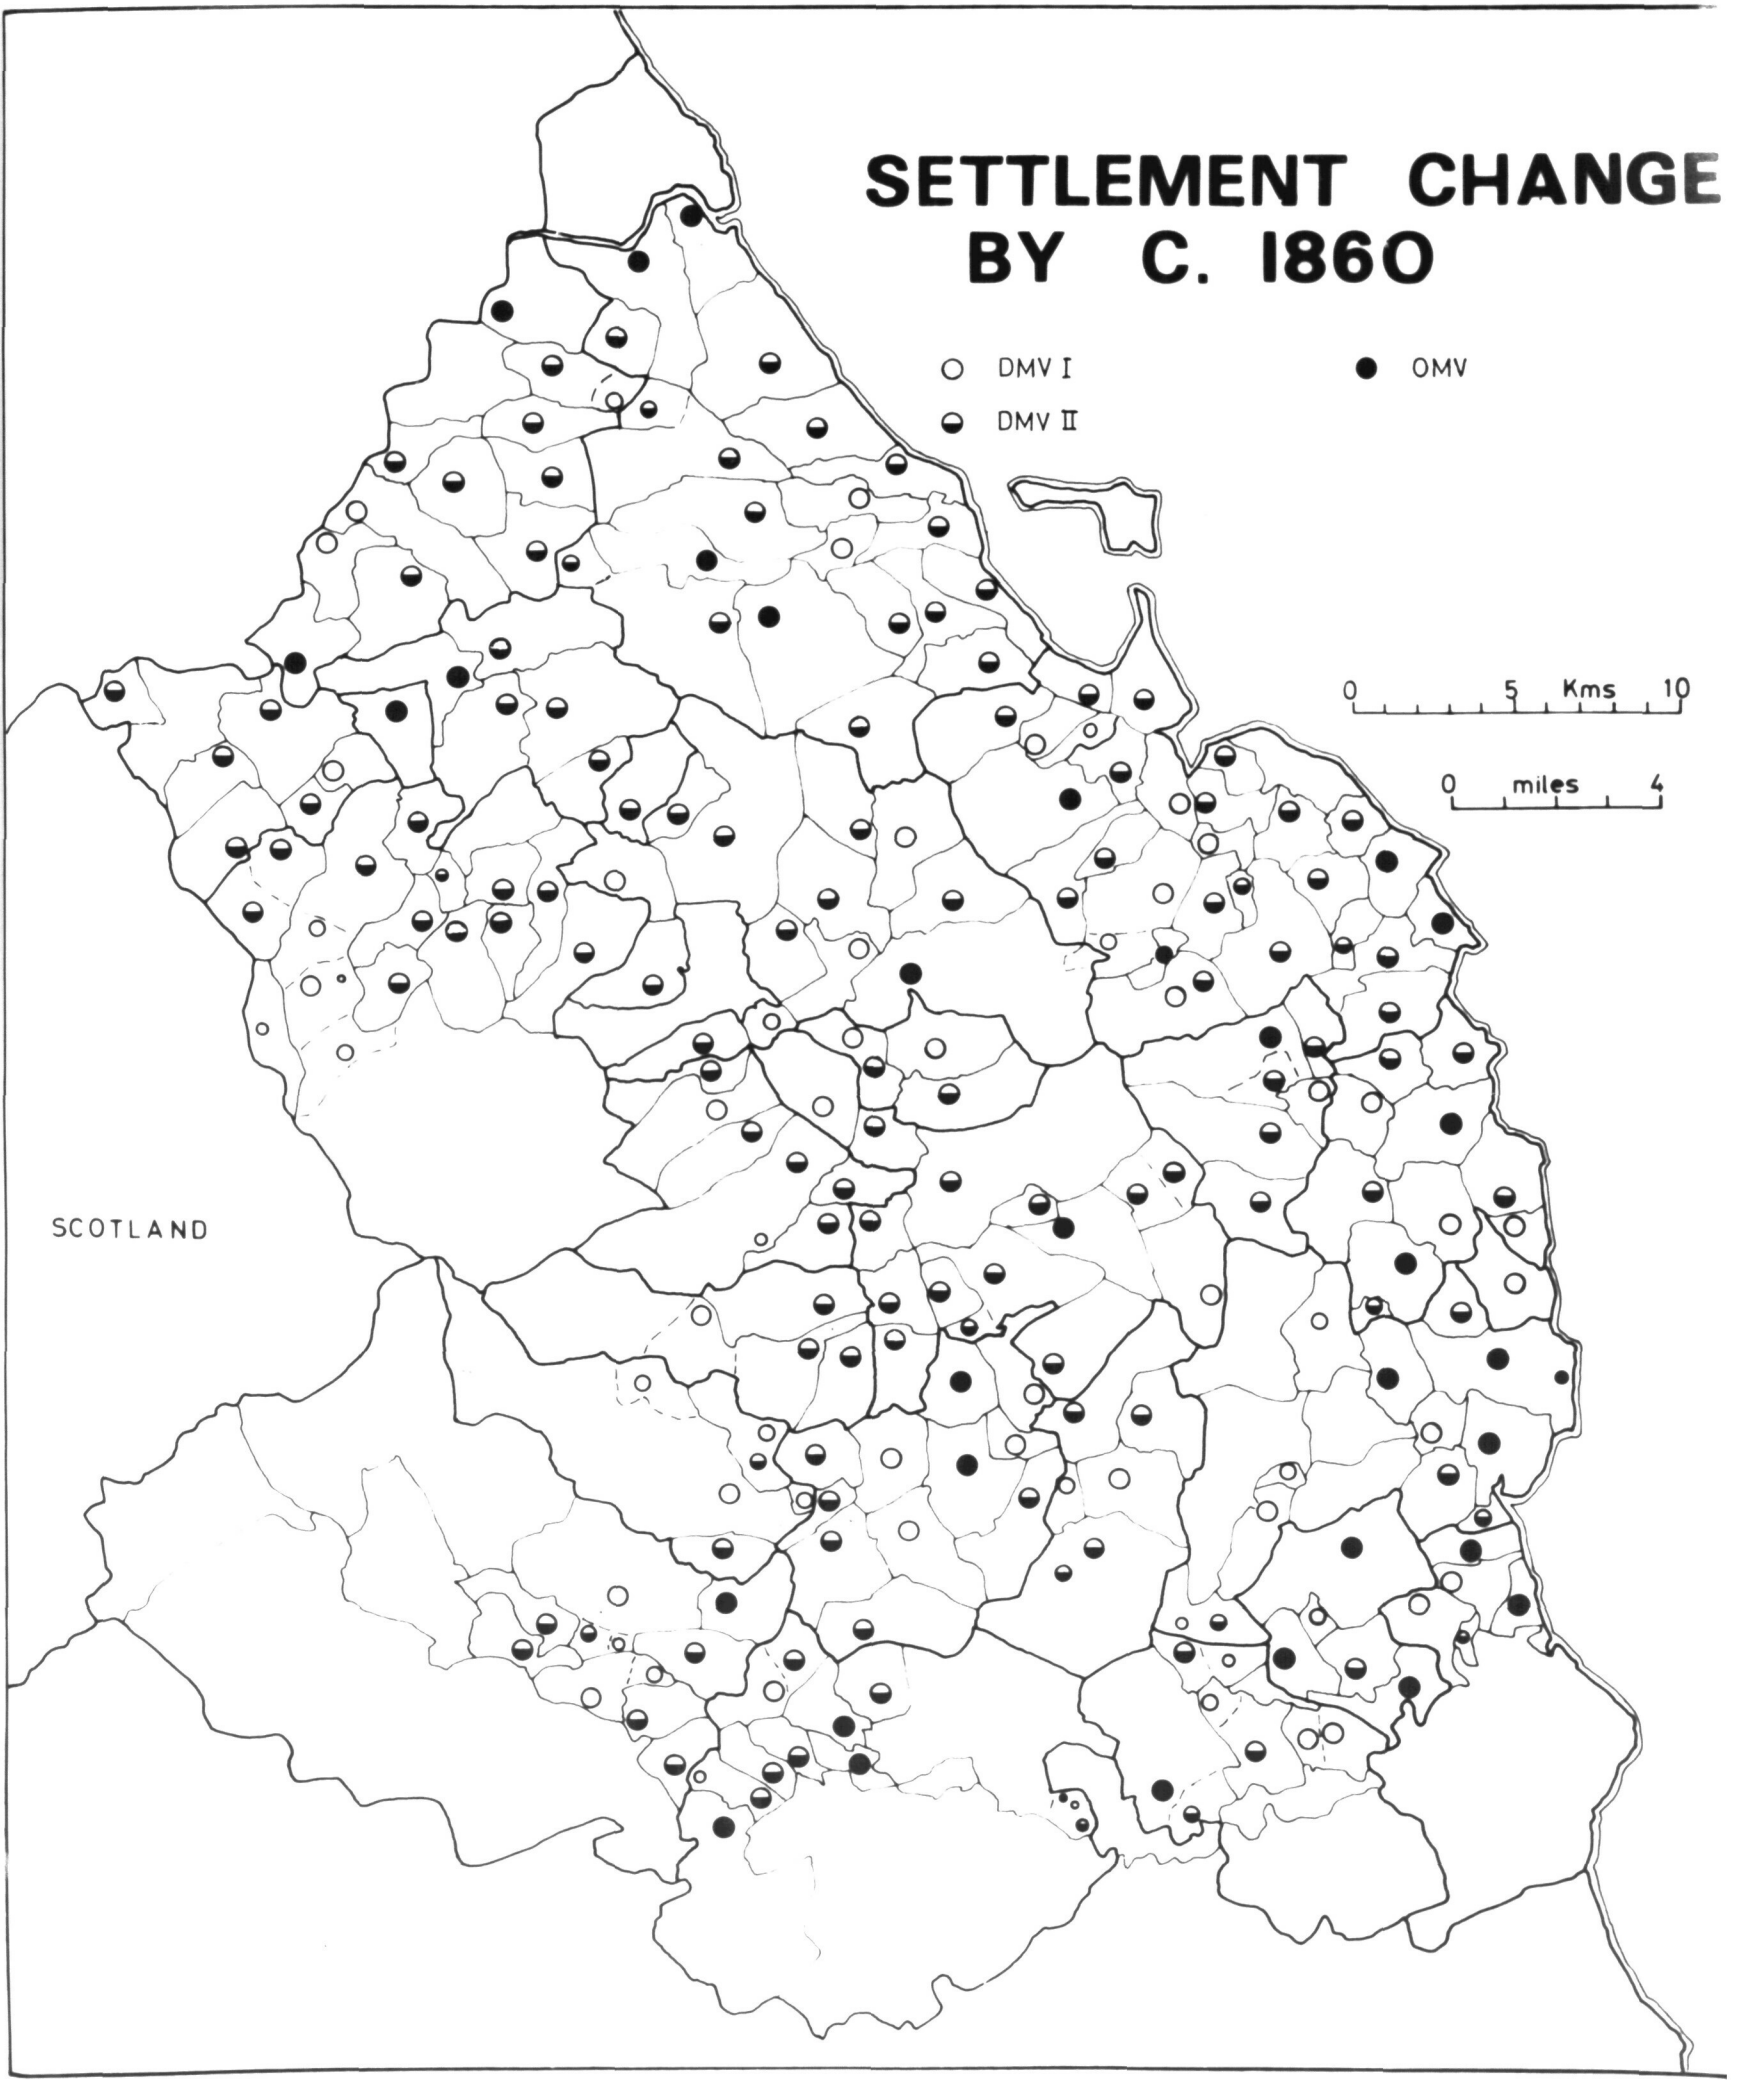 SETTLEMENT CHANGE
BY C. 1860
DMV I
OMV
DMV II
0 5 Kms 10
0 miles 4
SCOTLAND